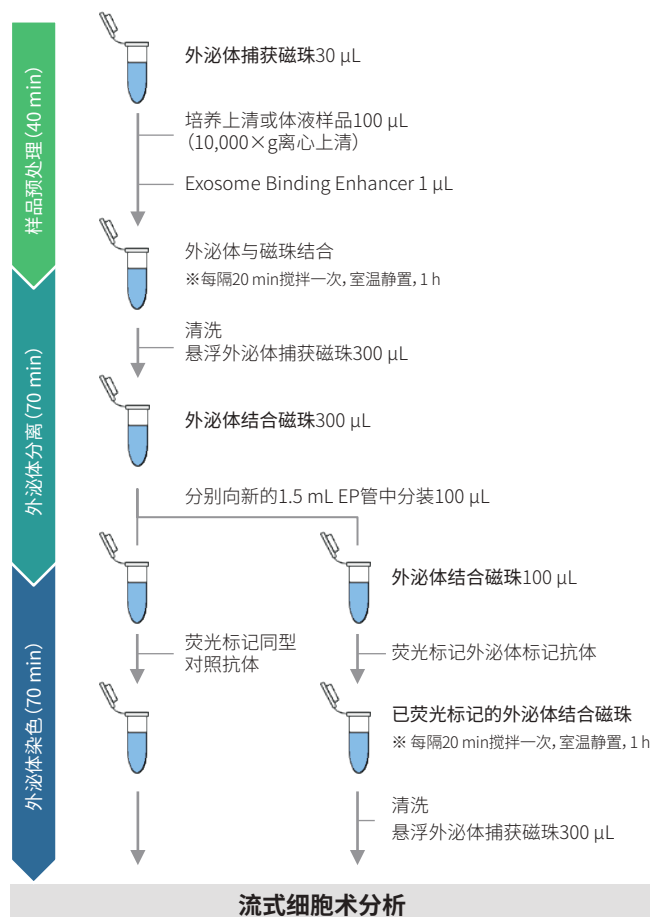 样品预处理 (40 min)
外泌体分离 (70 min)
外泌体染色 (70 min)
外泌体捕获磁珠30 μL
培养上清或体液样品100 μL
（10,000×g离心上清）
Exosome Binding Enhancer 1 μL
外泌体与磁珠结合
※每隔20 min搅拌一次，室温静置，1 h
清洗
悬浮外泌体捕获磁珠300 μL
外泌体结合磁珠300 μL
分别向新的1.5 mL EP管中分装100 μL
外泌体结合磁珠100 μL
荧光标记同型
对照抗体
荧光标记外泌体标记抗体
已荧光标记的外泌体结合磁珠
※ 每隔20 min搅拌一次，室温静置，1 h
清洗
悬浮外泌体捕获磁珠300 μL
流式细胞术分析